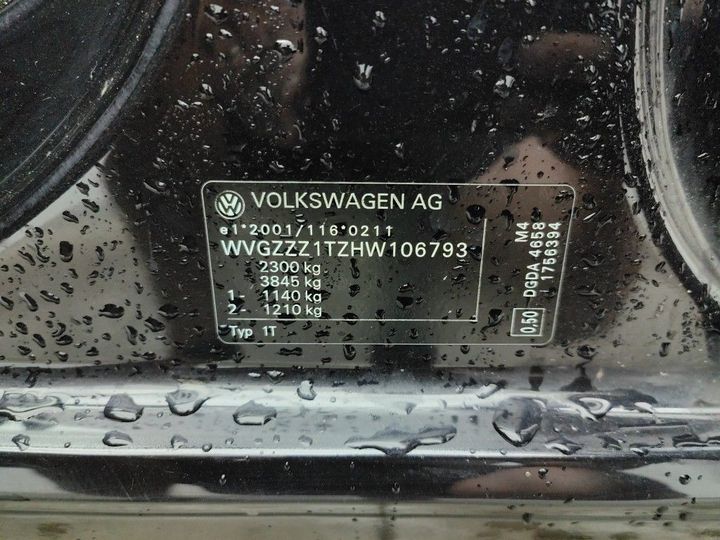 VOLKSWAGEN AG
e1*2001/116*0211
WVGZZZ1TZHW106793
2300 kg
3845 kg
1- 1140 kg
2- 1210 kg
Typ 1T
0,50
DGDA-4658
M4
1756394